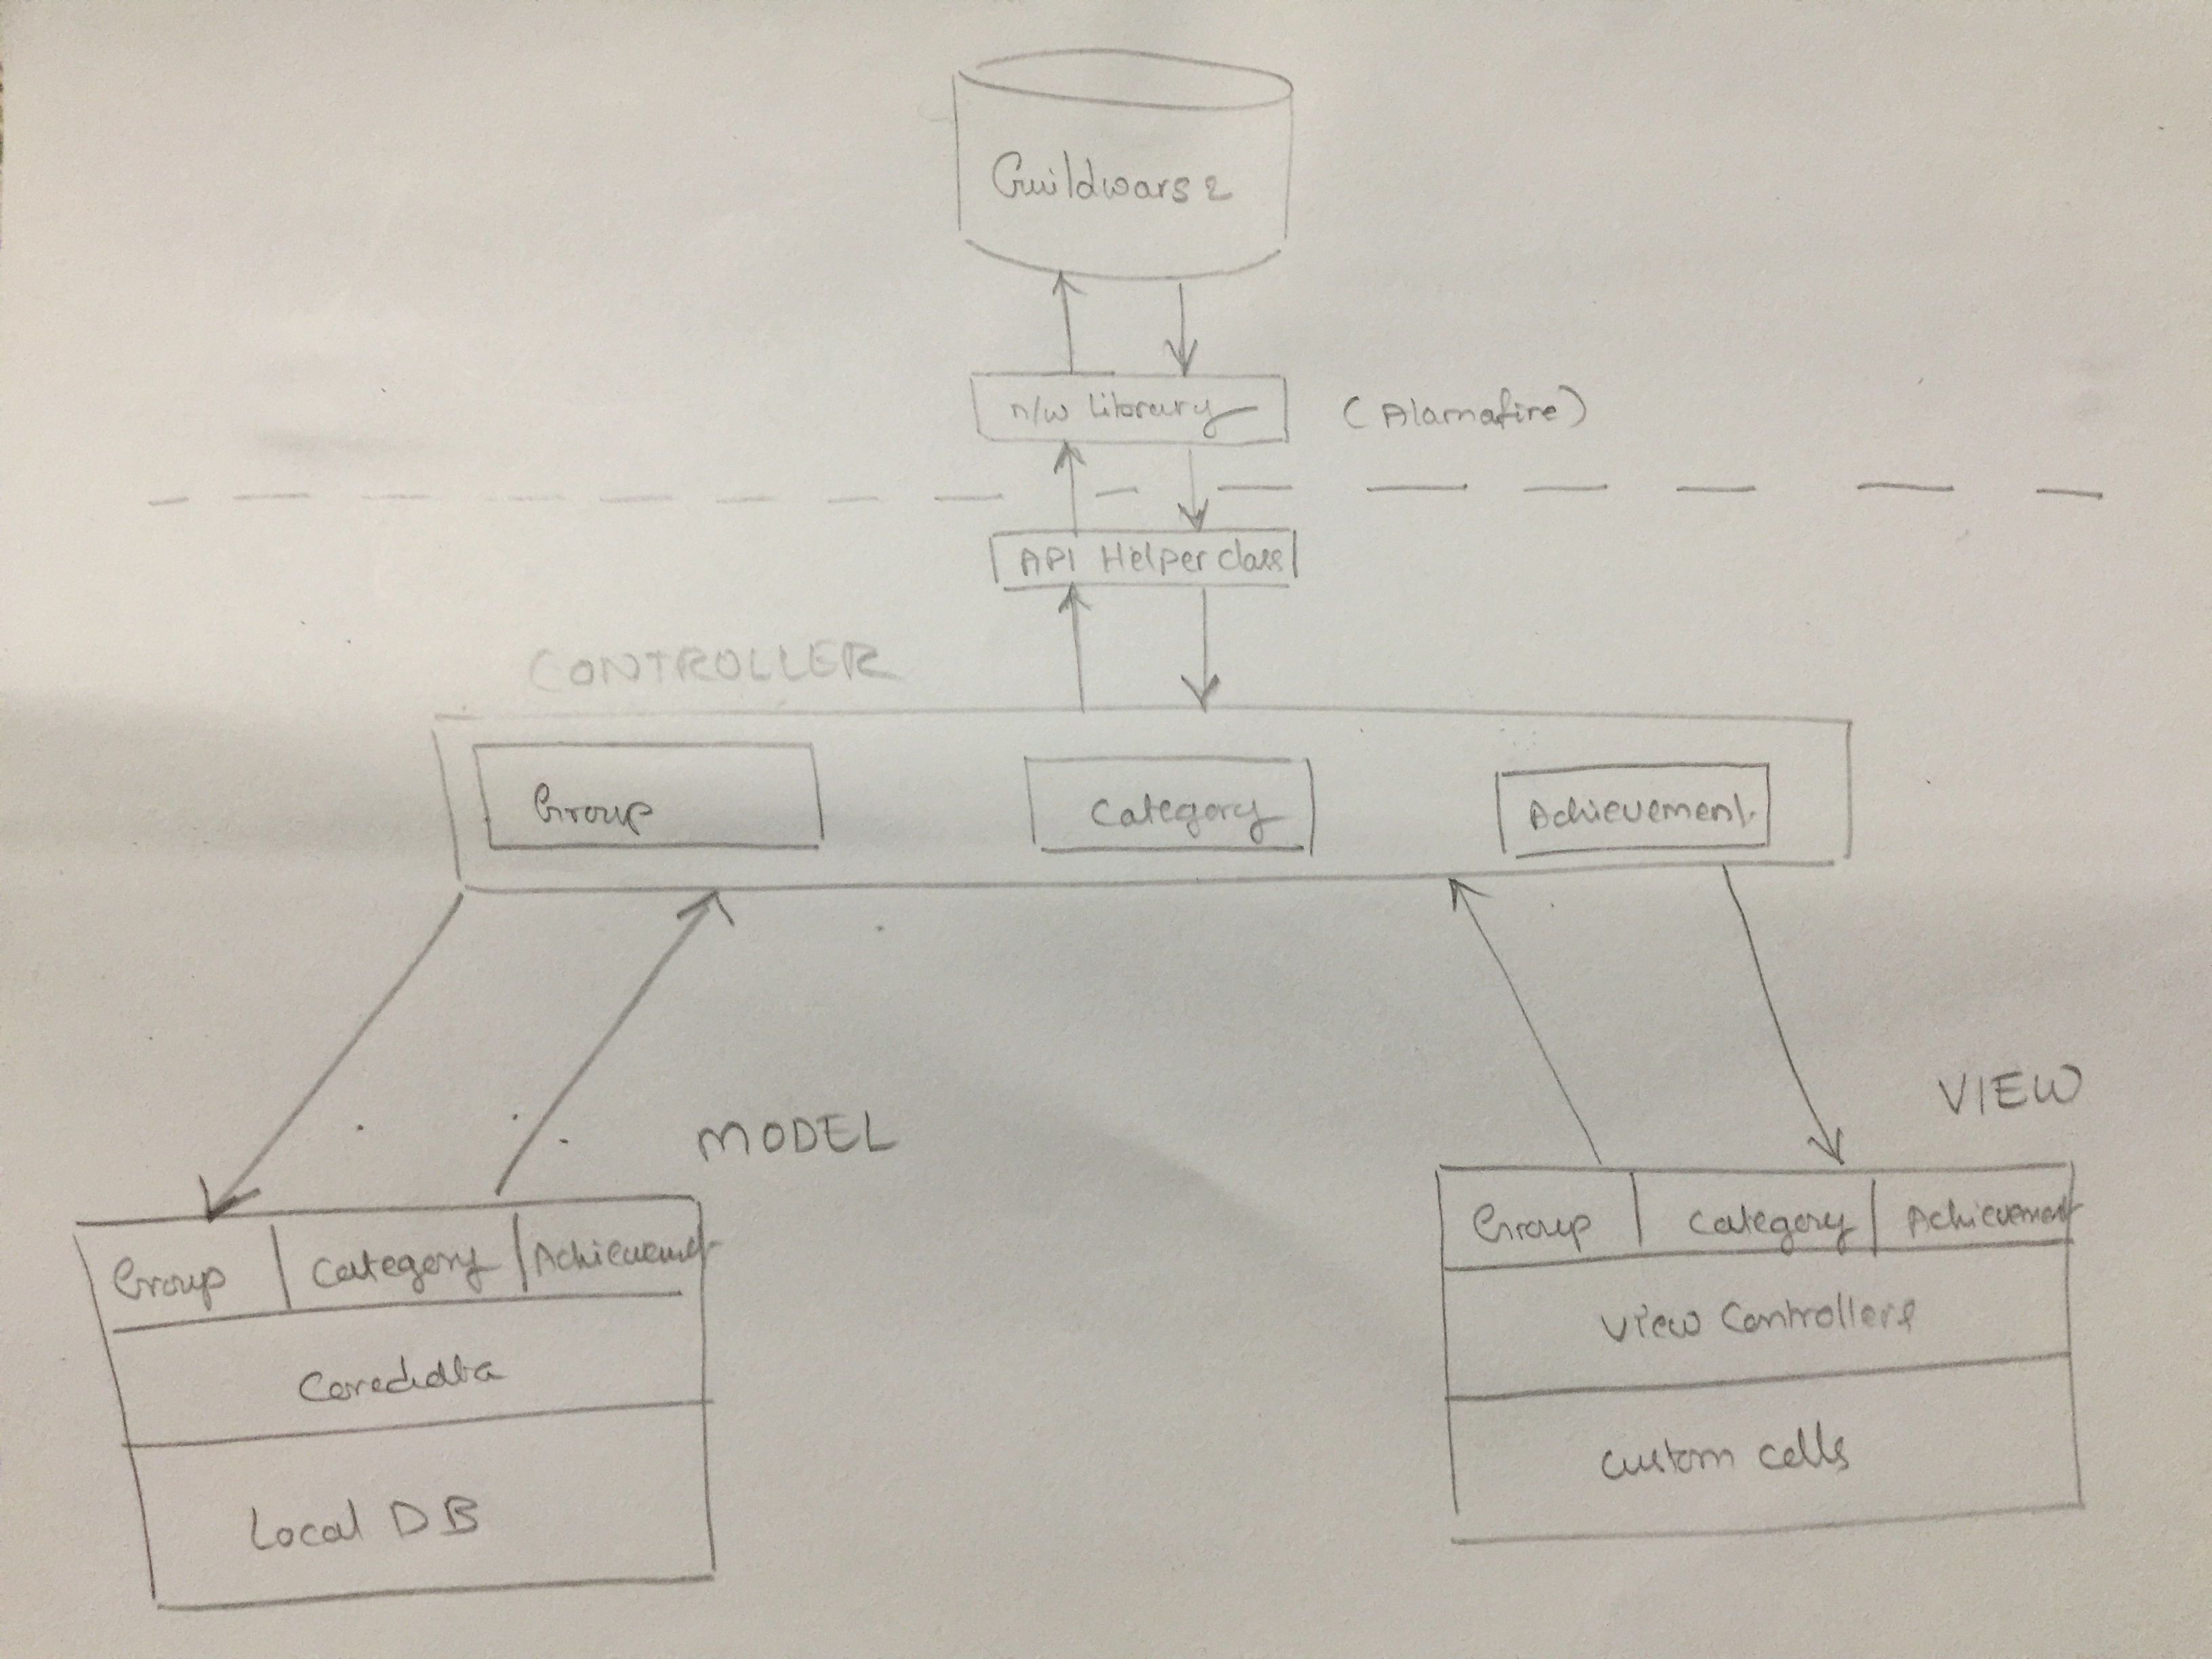 Guildwars 2
n/w Library
(Alamafire)
API Helper class
CONTROLLER
Group
Category
Achievement
MODEL
Group
Category
Achievement
Coredata
Local DB
VIEW
Group
Category
Achievement
View Controllers
Custom cells